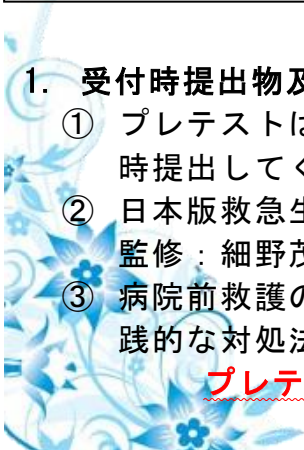 1. 受付時提出物及
① プレテストは
時提出してく
② 日本版救急生
監修：細野茂
③ 病院前救護の
践的な対処法
プレテ